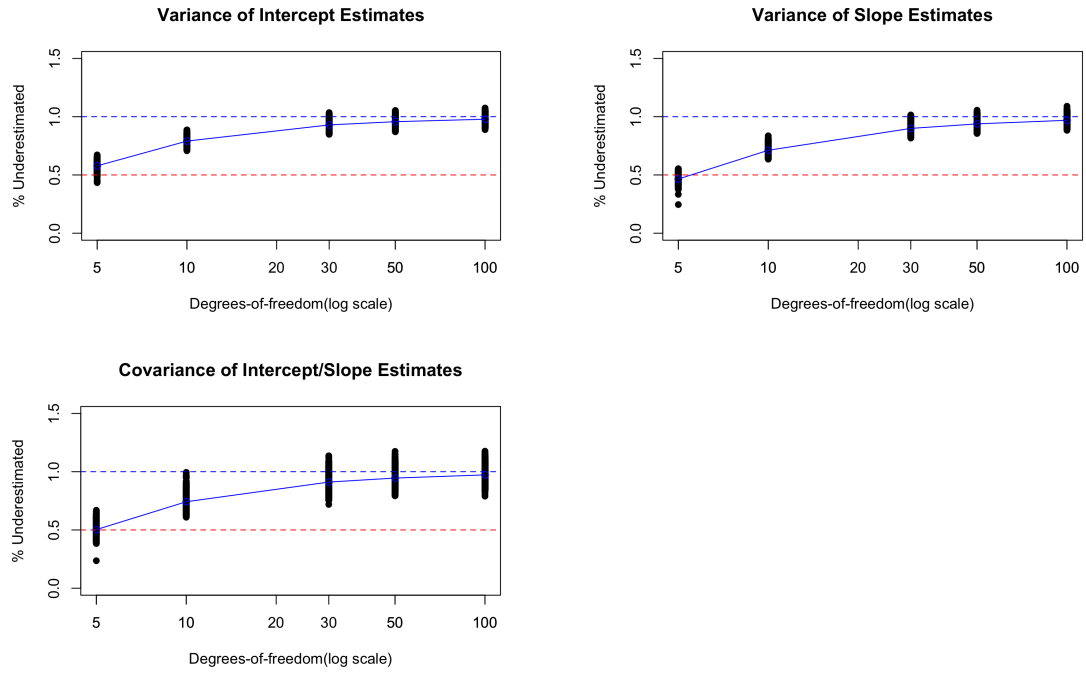 Variance of Intercept Estimates
% Underestimated
1.5
1.0
0.5
0.0
5 10 20 30 50 100
Degrees-of-freedom(log scale)
Variance of Slope Estimates
% Underestimated
1.5
1.0
0.5
0.0
5 10 20 30 50 100
Degrees-of-freedom(log scale)
Covariance of Intercept/Slope Estimates
% Underestimated
1.5
1.0
0.5
0.0
5 10 20 30 50 100
Degrees-of-freedom(log scale)